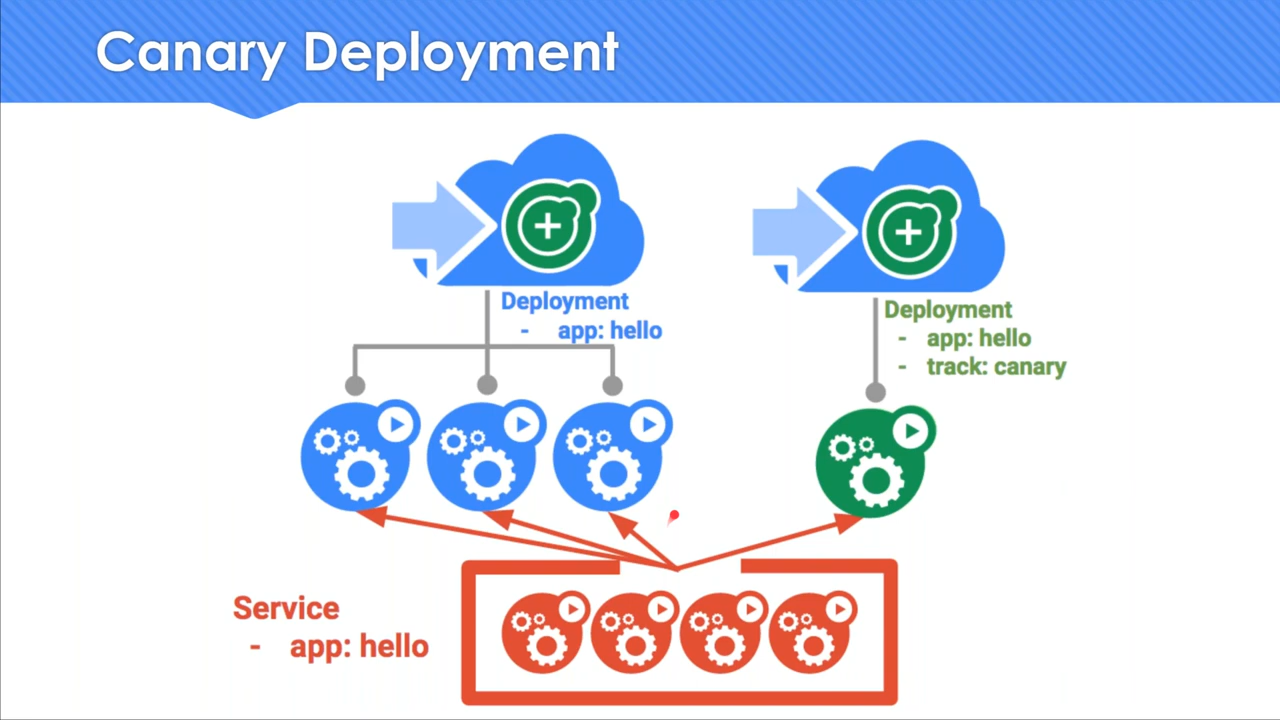 Canary Deployment
Deployment
- app: hello
Deployment
- app: hello
- track: canary
Service
- app: hello